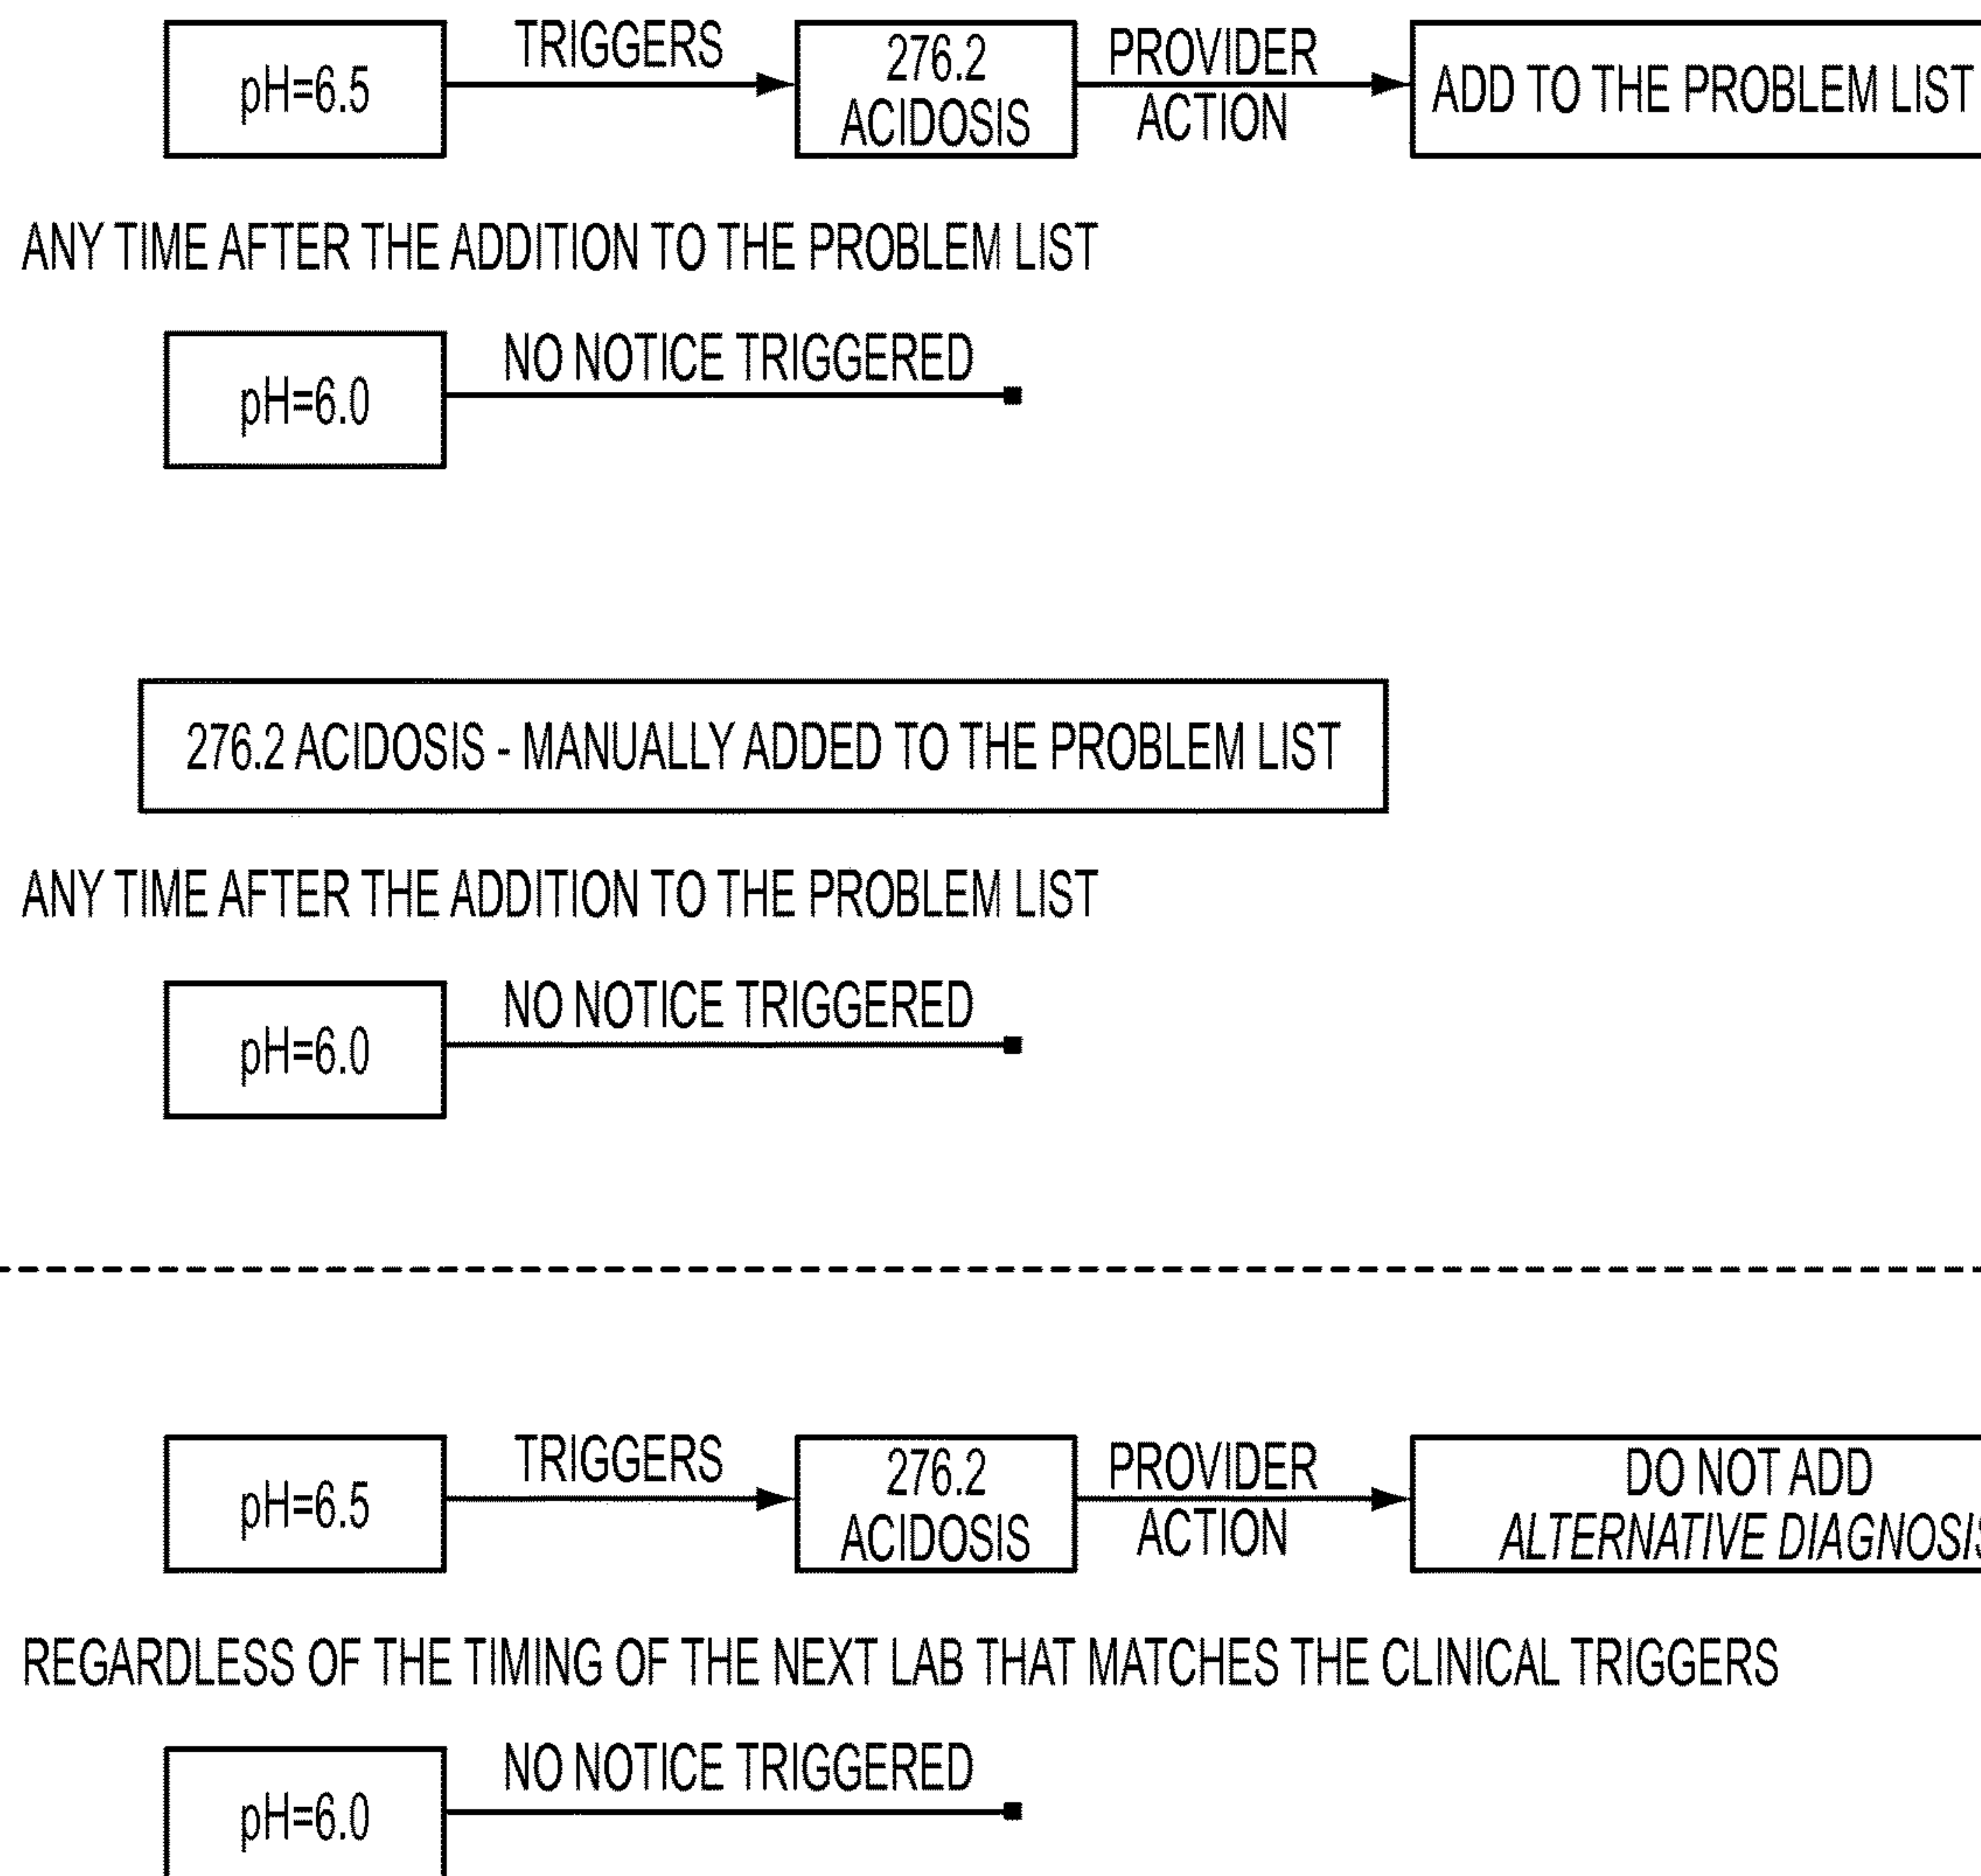 pH=6.5
TRIGGERS
276.2
ACIDOSIS
PROVIDER
ACTION
ADD TO THE PROBLEM LIST
ANY TIME AFTER THE ADDITION TO THE PROBLEM LIST
pH=6.0
NO NOTICE TRIGGERED
276.2 ACIDOSIS - MANUALLY ADDED TO THE PROBLEM LIST
ANY TIME AFTER THE ADDITION TO THE PROBLEM LIST
pH=6.0
NO NOTICE TRIGGERED
pH=6.5
TRIGGERS
276.2
ACIDOSIS
PROVIDER
ACTION
DO NOT ADD
ALTERNATIVE DIAGNOSIS
REGARDLESS OF THE TIMING OF THE NEXT LAB THAT MATCHES THE CLINICAL TRIGGERS
pH=6.0
NO NOTICE TRIGGERED